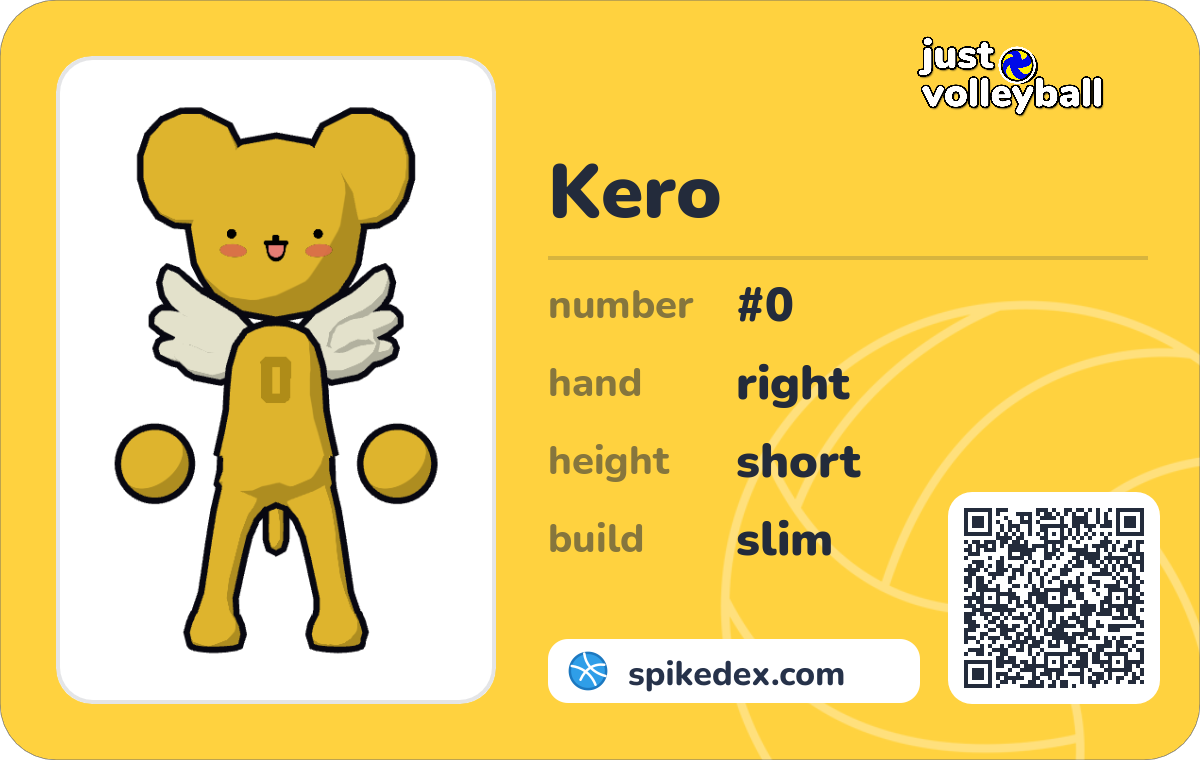 just
volleyball
Kero
number #0
hand right
height short
build slim
0
spikedex.com